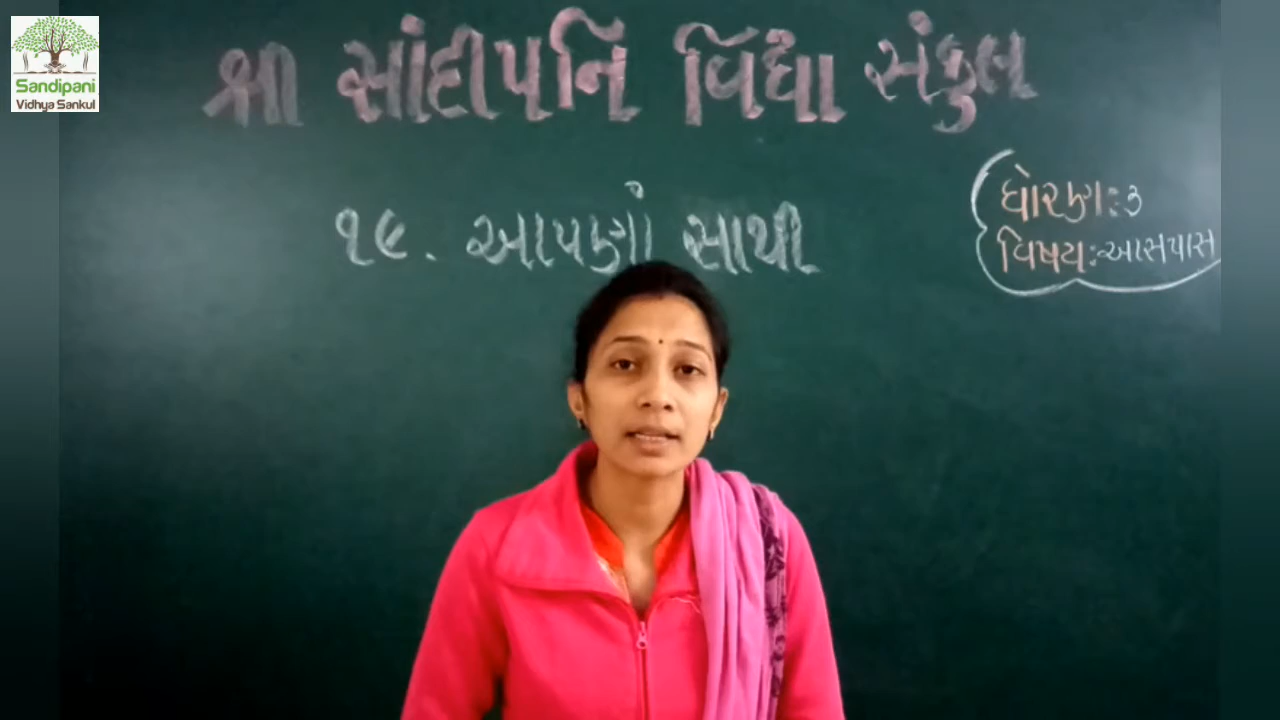 Sandipani
Vidhya Sankul
શ્રી સાંદીપનિ વિદ્યા સંકુલ
૧૯. આપણાં સાથી
ધોરણ:૩
વિષય:આસપાસ